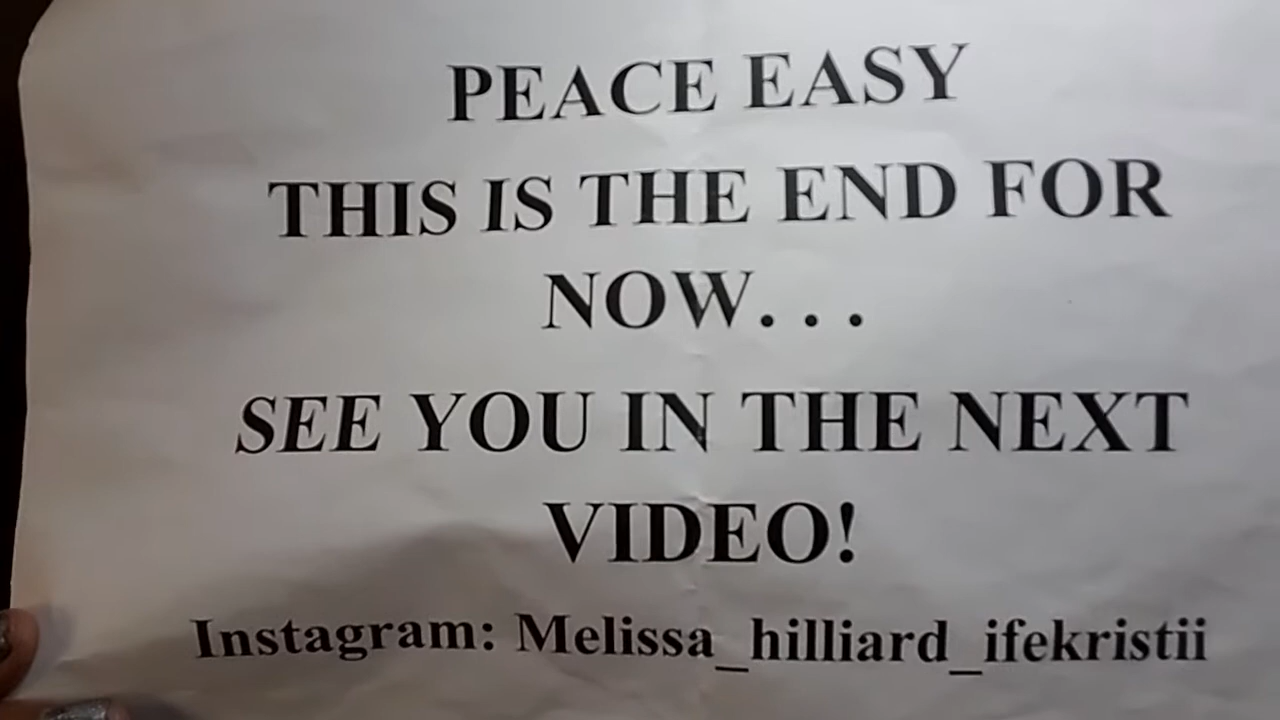 PEACE EASY
THIS IS THE END FOR
NOW...
SEE YOU IN THE NEXT
VIDEO!
Instagram: Melissa_hilliard_ifekristii